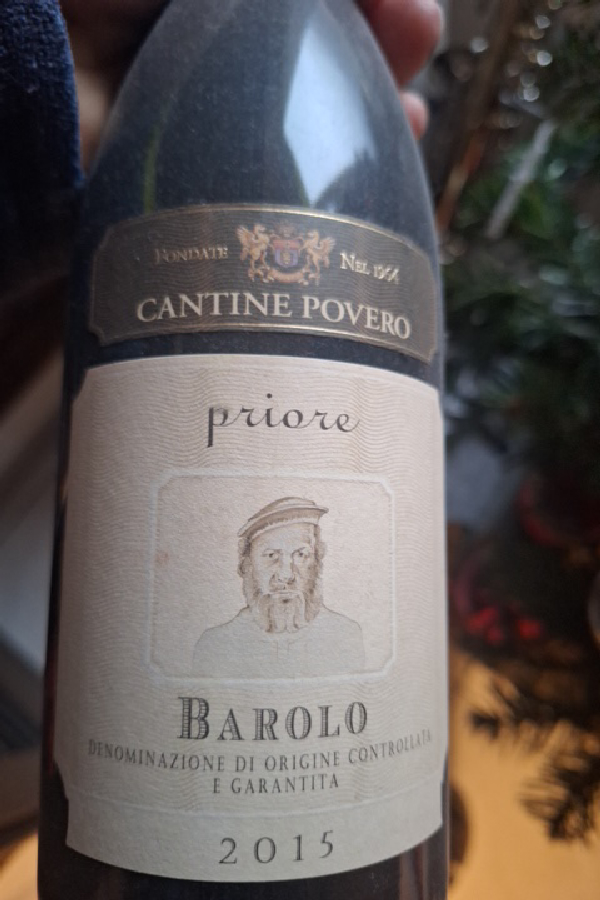 FONDATE NEL
CANTINE POVERO
priore
BAROLO
DENOMINAZIONE DI ORIGINE CONTROLLATA
E GARANTITA
2015